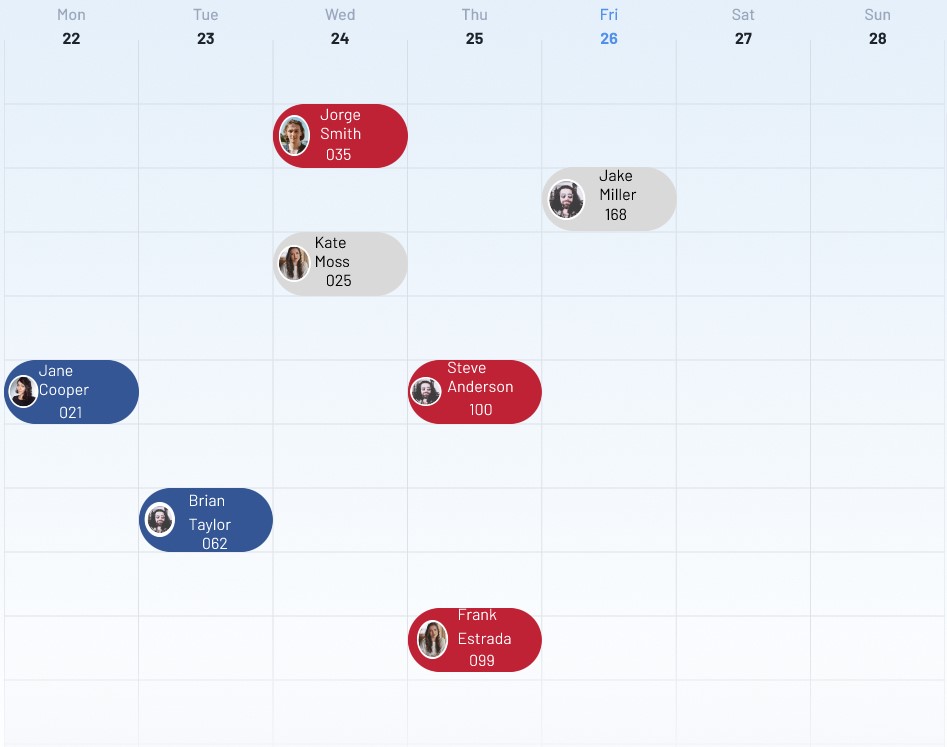 Mon Tue Wed Thu Fri Sat Sun
22 23 24 25 26 27 28
Jorge
Smith
035
Jake
Miller
168
Kate
Moss
025
Jane
Cooper
021
Steve
Anderson
100
Brian
Taylor
062
Frank
Estrada
099